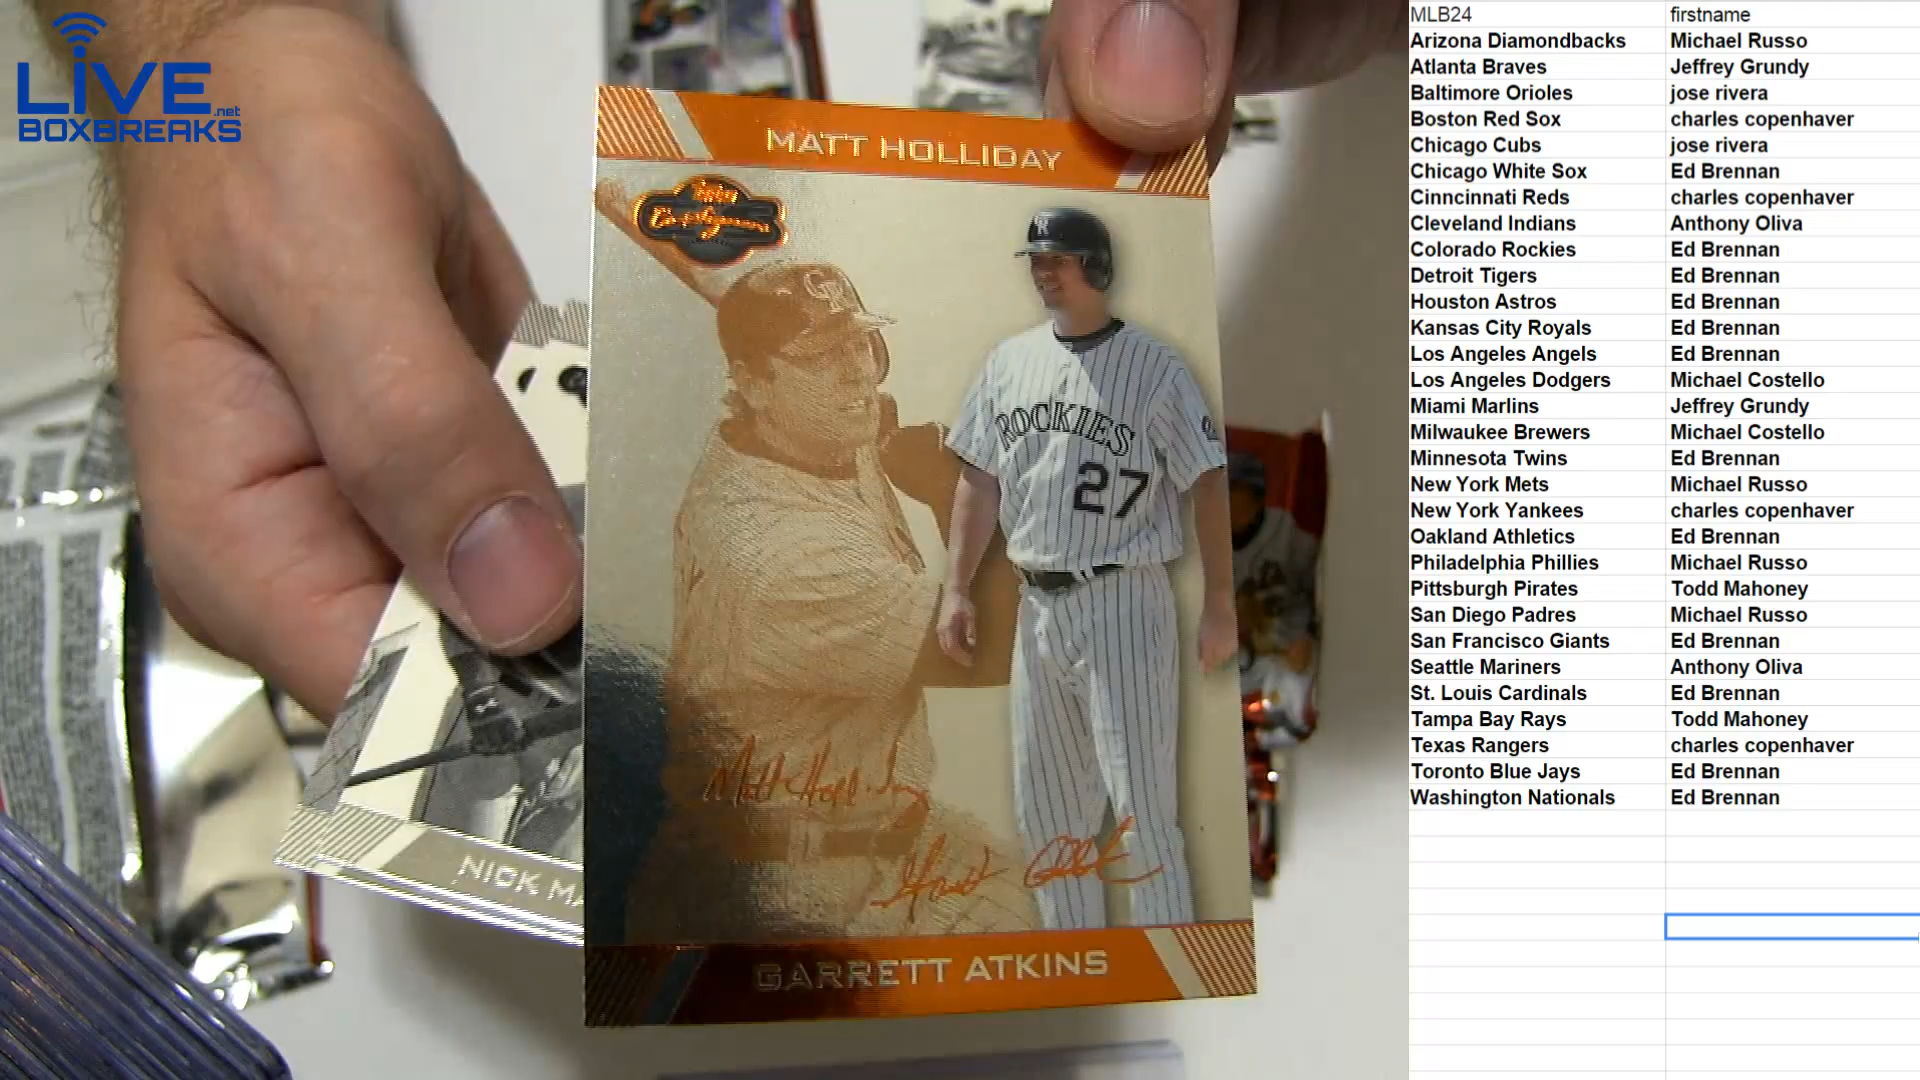 LiVE.net
BOXBREAKS
MATT HOLLIDAY
Co-Signers
CR
CR
ROCKIES
27
Matt Holliday
GARRETT ATKINS
NICK MA
MLB24 firstname
Arizona Diamondbacks Michael Russo
Atlanta Braves Jeffrey Grundy
Baltimore Orioles jose rivera
Boston Red Sox charles copenhaver
Chicago Cubs jose rivera
Chicago White Sox Ed Brennan
Cinncinnati Reds charles copenhaver
Cleveland Indians Anthony Oliva
Colorado Rockies Ed Brennan
Detroit Tigers Ed Brennan
Houston Astros Ed Brennan
Kansas City Royals Ed Brennan
Los Angeles Angels Ed Brennan
Los Angeles Dodgers Michael Costello
Miami Marlins Jeffrey Grundy
Milwaukee Brewers Michael Costello
Minnesota Twins Ed Brennan
New York Mets Michael Russo
New York Yankees charles copenhaver
Oakland Athletics Ed Brennan
Philadelphia Phillies Michael Russo
Pittsburgh Pirates Todd Mahoney
San Diego Padres Michael Russo
San Francisco Giants Ed Brennan
Seattle Mariners Anthony Oliva
St. Louis Cardinals Ed Brennan
Tampa Bay Rays Todd Mahoney
Texas Rangers charles copenhaver
Toronto Blue Jays Ed Brennan
Washington Nationals Ed Brennan